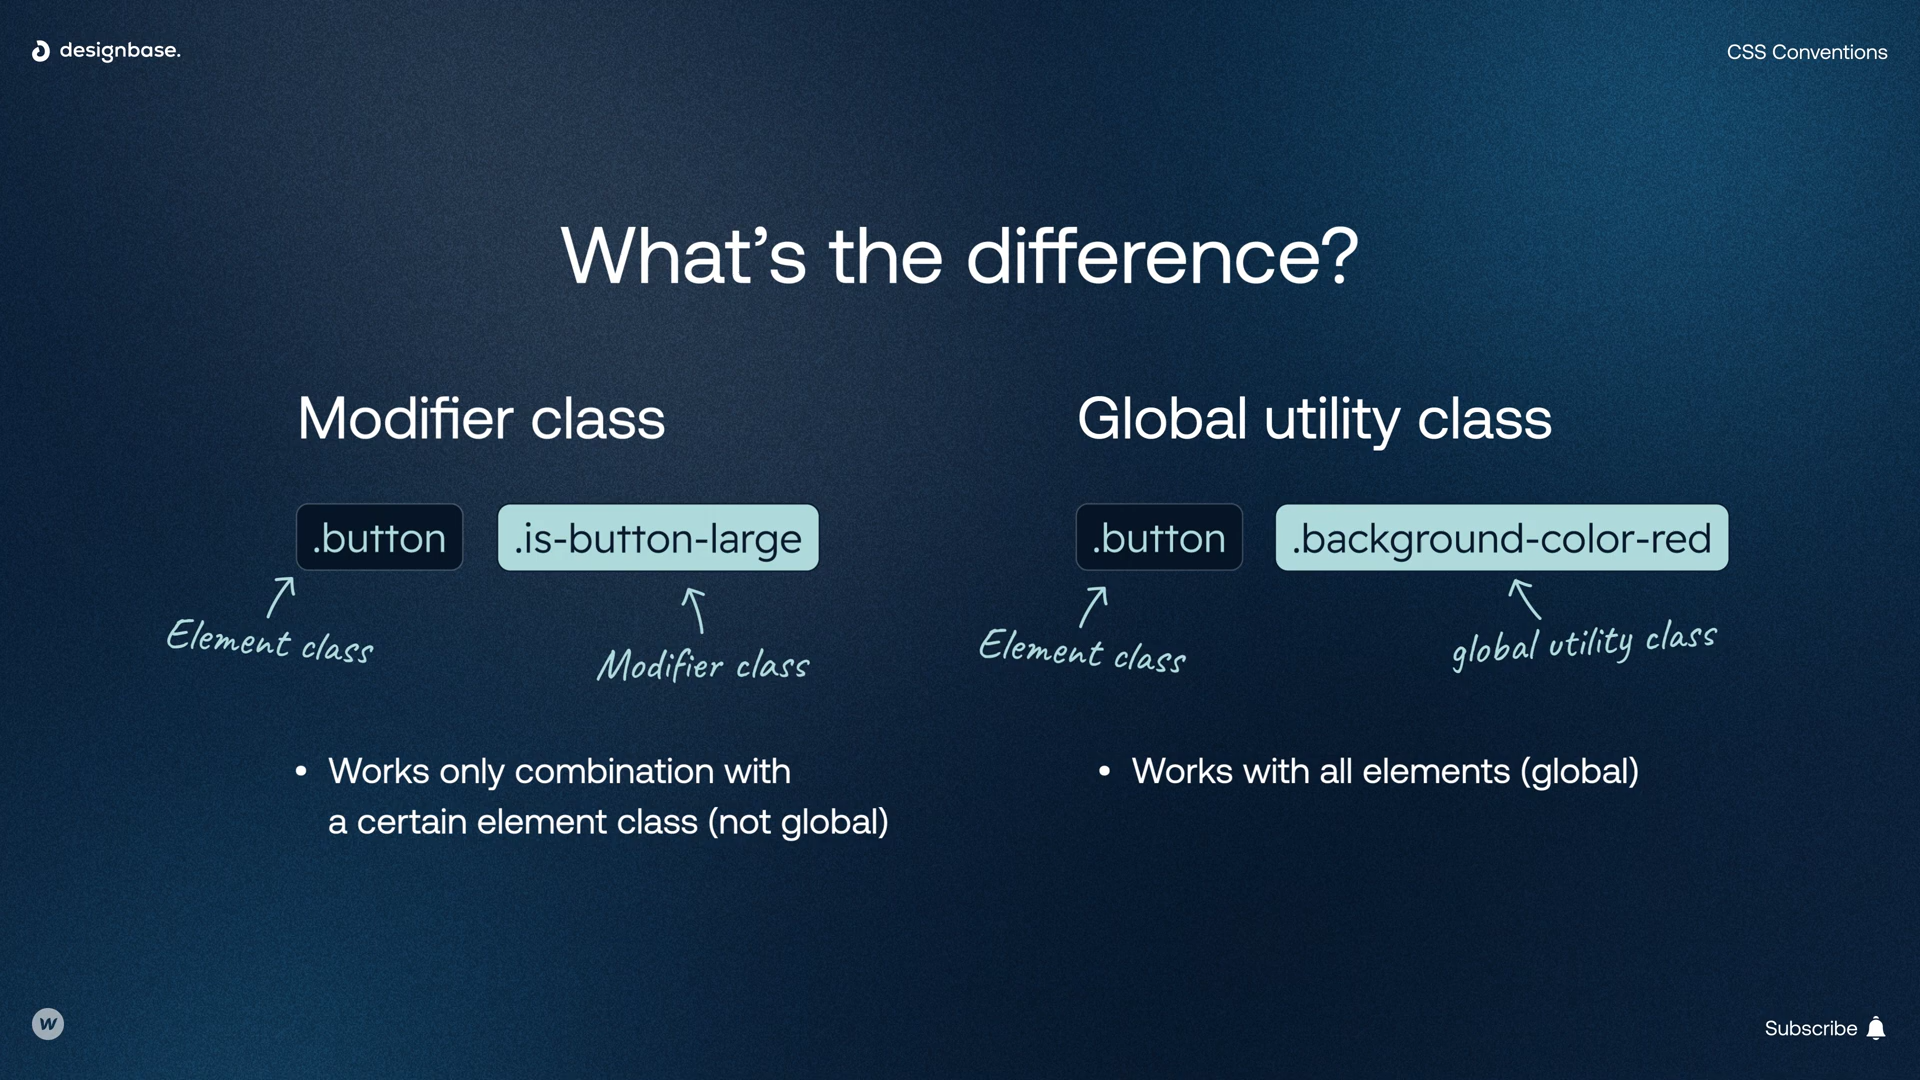 designbase.
CSS Conventions
What’s the difference?
Modifier class
.button .is-button-large
Element class
Modifier class
• Works only combination with
a certain element class (not global)
Global utility class
.button .background-color-red
Element class
global utility class
• Works with all elements (global)
W
Subscribe